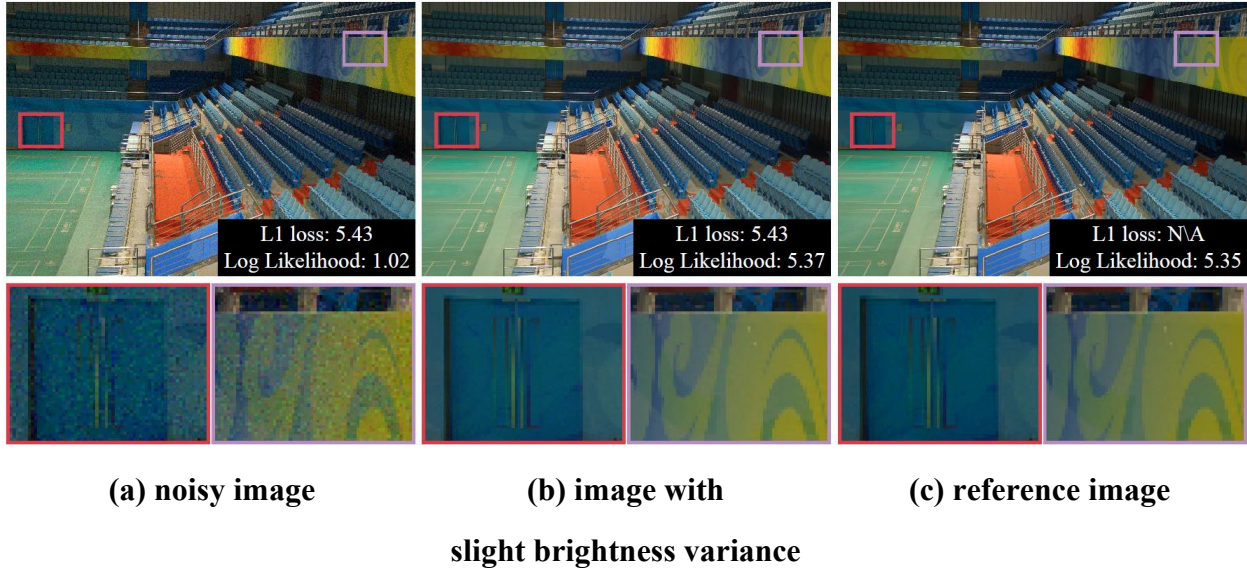 L1 loss: 5.43
Log Likelihood: 1.02
L1 loss: 5.43
Log Likelihood: 5.37
L1 loss: N\A
Log Likelihood: 5.35
(a) noisy image
(b) image with
slight brightness variance
(c) reference image